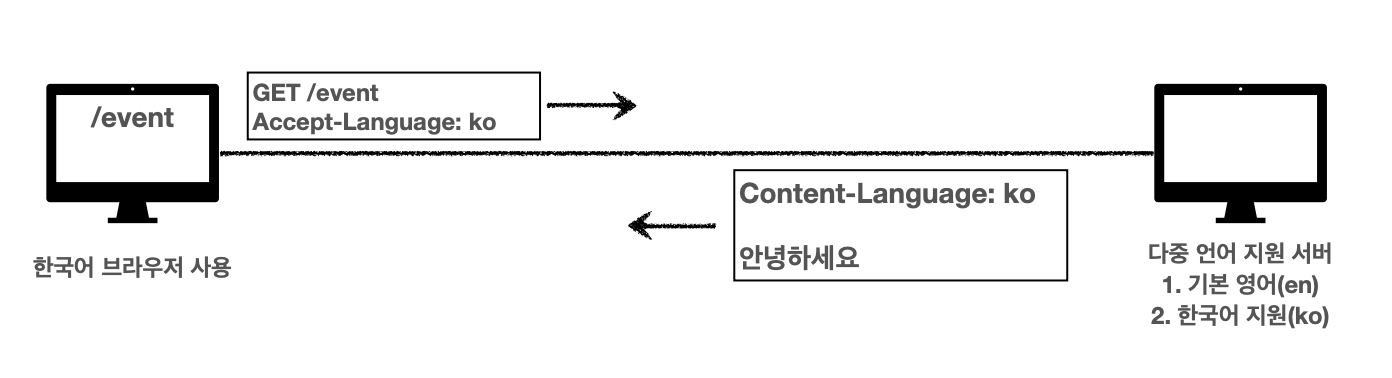 /event
GET /event
Accept-Language: ko
Content-Language: ko
안녕하세요
한국어 브라우저 사용
다중 언어 지원 서버
1. 기본 영어(en)
2. 한국어 지원(ko)